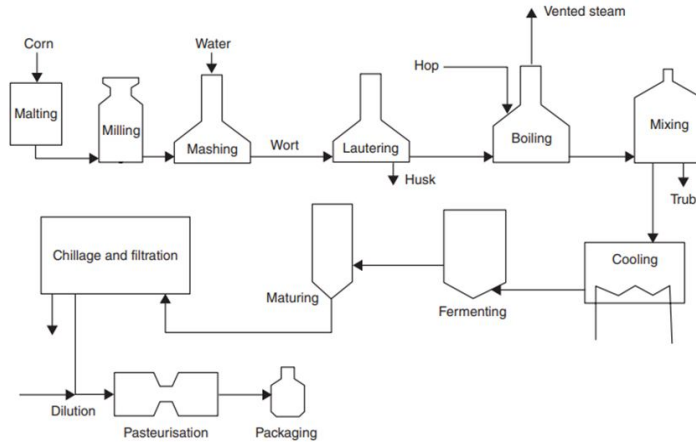 Vented steam
Corn
Water
Hop
Malting
Milling
Mashing
Wort
Lautering
Boiling
Mixing
Husk
Trub
Chillage and filtration
Maturing
Fermenting
Cooling
Dilution
Pasteurisation
Packaging